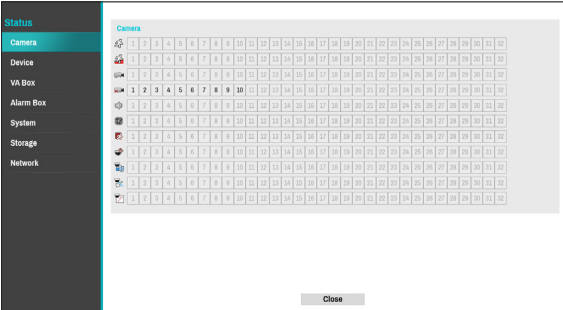 Status
Camera
Device
VA Box
Alarm Box
System
Storage
Network
Camera
1 2 3 4 5 6 7 8 9 10 11 12 13 14 15 16 17 18 19 20 21 22 23 24 25 26 27 28 29 30 31 32
1 2 3 4 5 6 7 8 9 10 11 12 13 14 15 16 17 18 19 20 21 22 23 24 25 26 27 28 29 30 31 32
1 2 3 4 5 6 7 8 9 10 11 12 13 14 15 16 17 18 19 20 21 22 23 24 25 26 27 28 29 30 31 32
1 2 3 4 5 6 7 8 9 10 11 12 13 14 15 16 17 18 19 20 21 22 23 24 25 26 27 28 29 30 31 32
1 2 3 4 5 6 7 8 9 10 11 12 13 14 15 16 17 18 19 20 21 22 23 24 25 26 27 28 29 30 31 32
1 2 3 4 5 6 7 8 9 10 11 12 13 14 15 16 17 18 19 20 21 22 23 24 25 26 27 28 29 30 31 32
1 2 3 4 5 6 7 8 9 10 11 12 13 14 15 16 17 18 19 20 21 22 23 24 25 26 27 28 29 30 31 32
1 2 3 4 5 6 7 8 9 10 11 12 13 14 15 16 17 18 19 20 21 22 23 24 25 26 27 28 29 30 31 32
1 2 3 4 5 6 7 8 9 10 11 12 13 14 15 16 17 18 19 20 21 22 23 24 25 26 27 28 29 30 31 32
1 2 3 4 5 6 7 8 9 10 11 12 13 14 15 16 17 18 19 20 21 22 23 24 25 26 27 28 29 30 31 32
1 2 3 4 5 6 7 8 9 10 11 12 13 14 15 16 17 18 19 20 21 22 23 24 25 26 27 28 29 30 31 32
Close